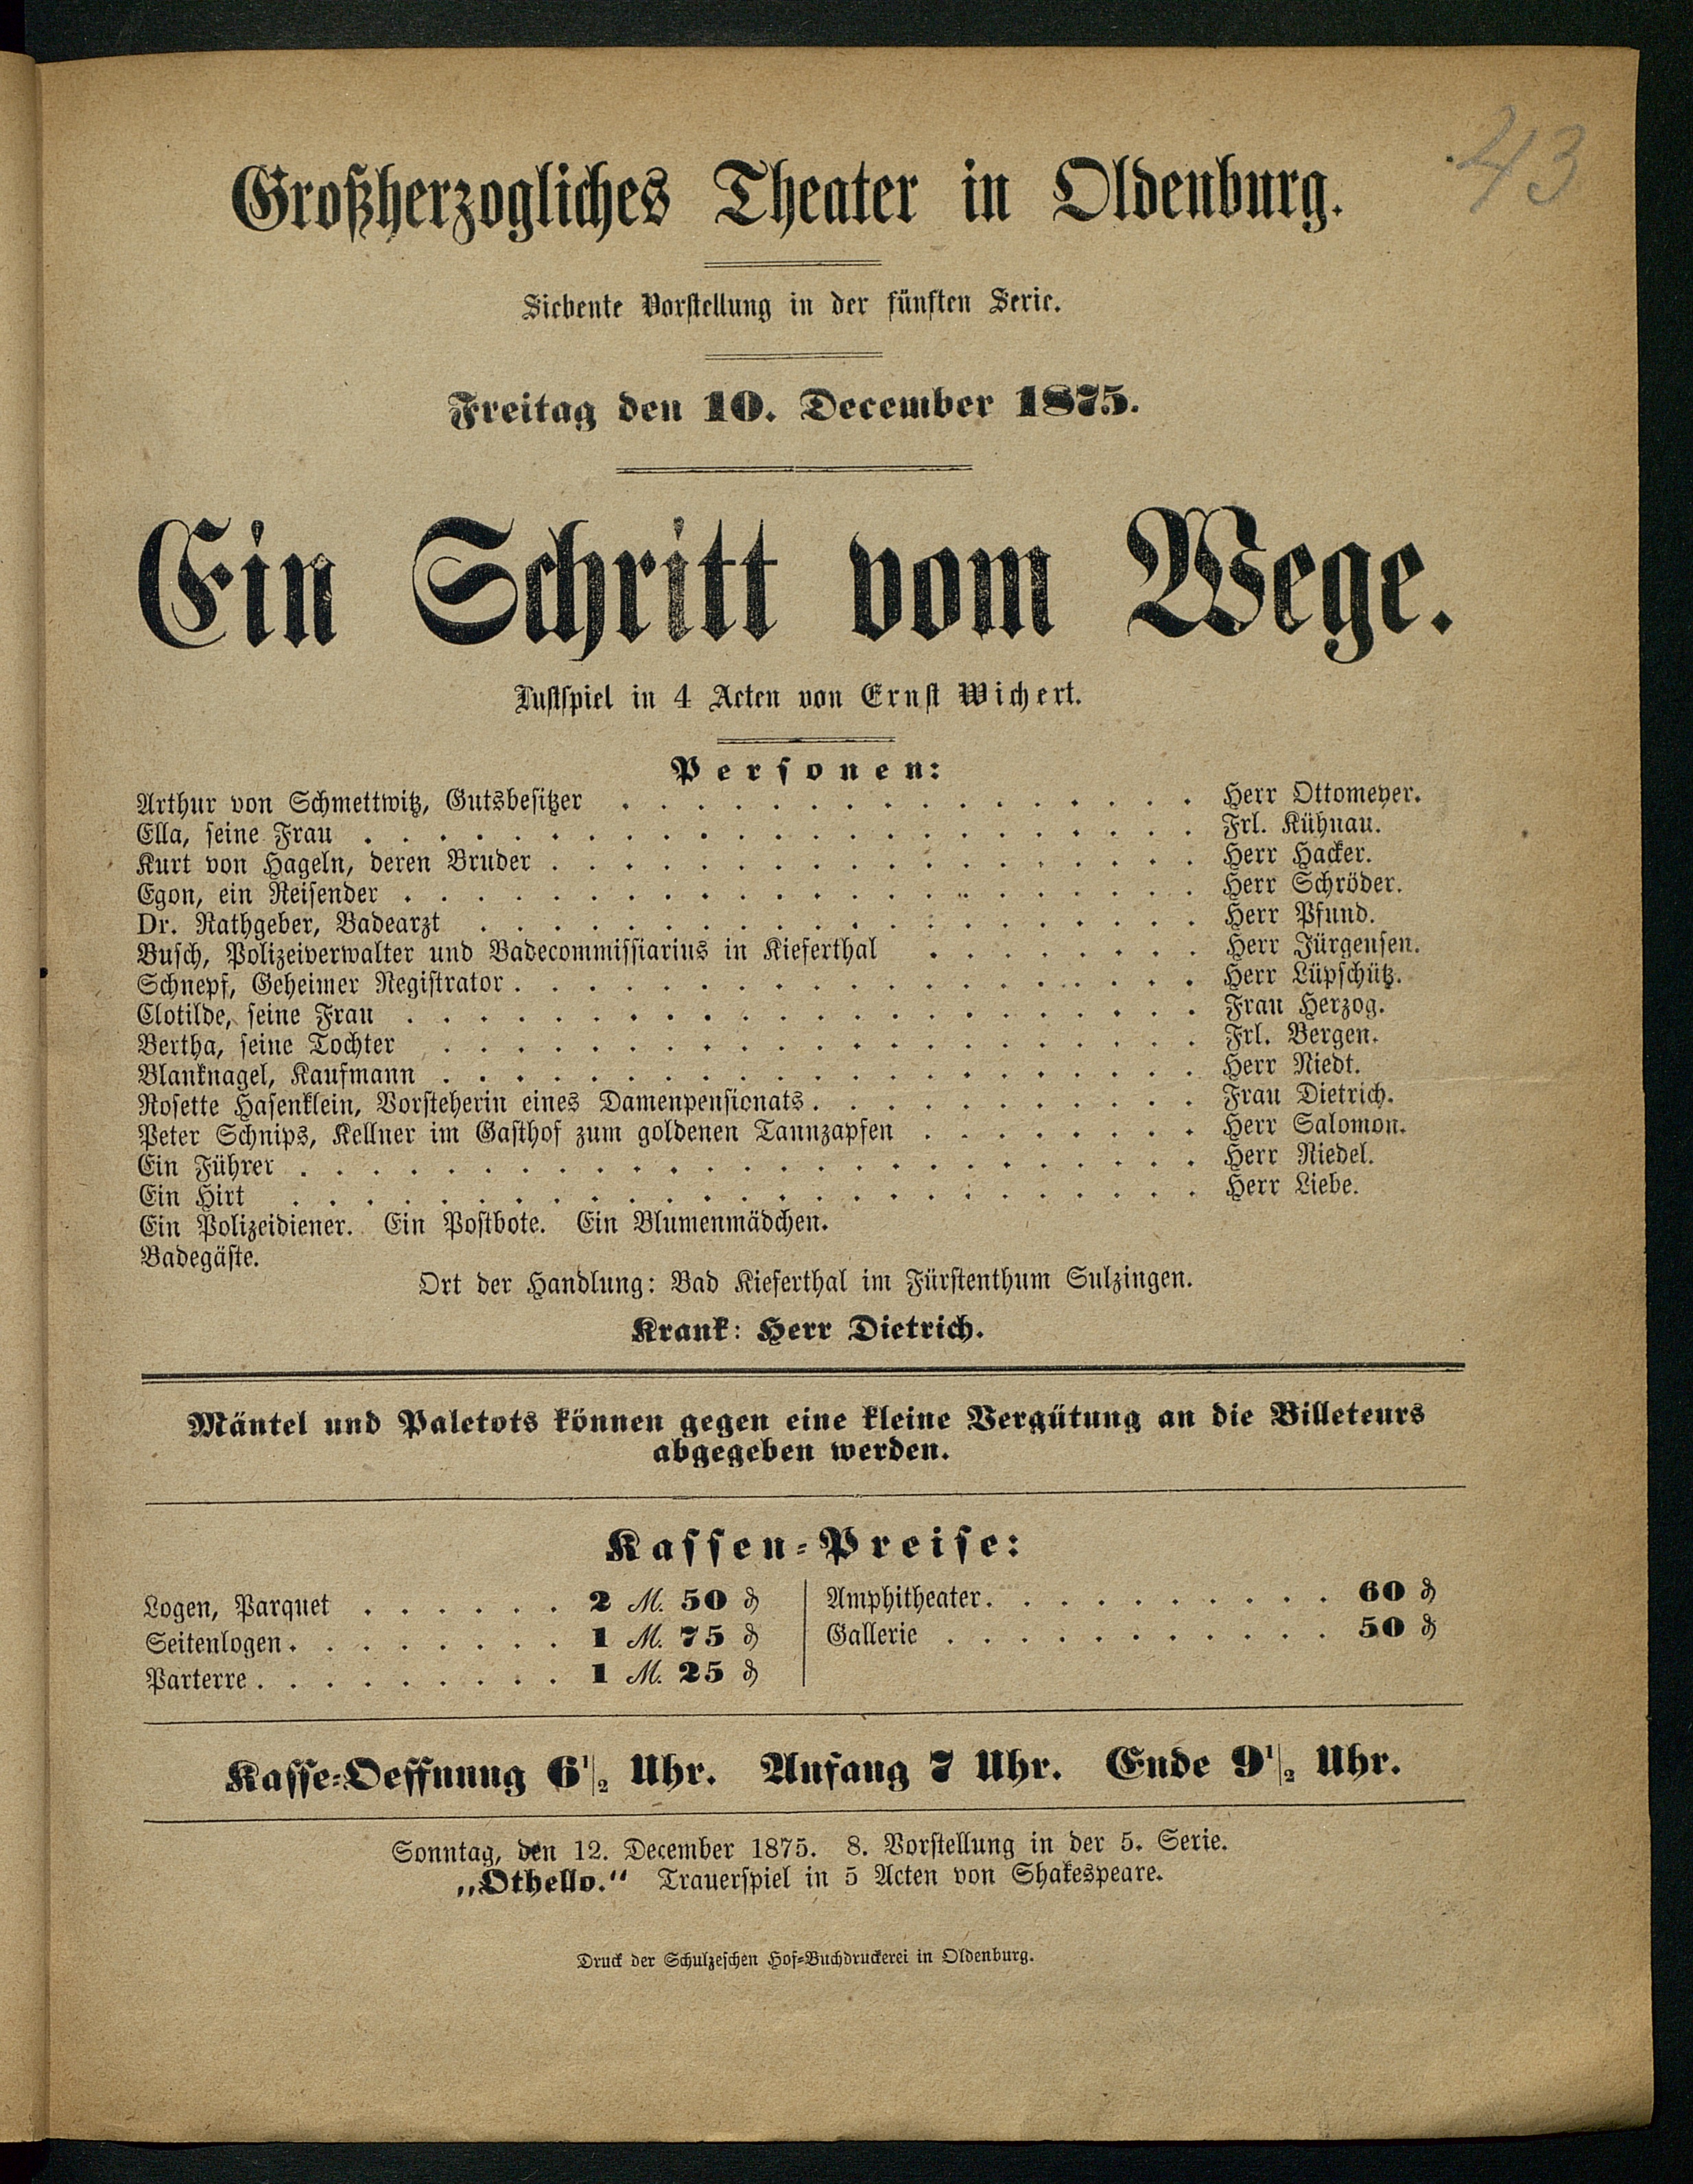 43
Großherzogliches Theater in Oldenburg.
Siebente Vorstellung in der fünften Serie.
Freitag den 10. December 1875.
Ein Schritt vom Wege.
Lustspiel in 4 Acten von Ernst Wichert.
Personen:
Arthur von Schmettwitz, Gutsbesitzer . . . . . . . . . . . . . . . . Herr Ottomeyer.
Ella, seine Frau . . . . . . . . . . . . . . . . . . . . . . . Frl. Kühnau.
Kurt von Hageln, deren Bruder . . . . . . . . . . . . . . . . . . Herr Hacker.
Egon, ein Reisender . . . . . . . . . . . . . . . . . . . . . . Herr Schröder.
Dr. Rathgeber, Badearzt . . . . . . . . . . . . . . . . . . . . Herr Pfund.
Busch, Polizeiverwalter und Badecommissiarius in Kieferthal . . . . . . . . Herr Jürgensen.
Schnepf, Geheimer Registrator . . . . . . . . . . . . . . . . . . . Herr Lüpschütz.
Clotilde, seine Frau . . . . . . . . . . . . . . . . . . . . . . Frau Herzog.
Bertha, seine Tochter . . . . . . . . . . . . . . . . . . . . . Frl. Bergen.
Blanknagel, Kaufmann . . . . . . . . . . . . . . . . . . . . . Herr Niedt.
Rosette Hasenklein, Vorsteherin eines Damenpensionats . . . . . . . . . . . Frau Dietrich.
Peter Schnips, Kellner im Gasthof zum goldenen Tannzapfen . . . . . . . . Herr Salomon.
Ein Führer . . . . . . . . . . . . . . . . . . . . . . . . . Herr Riedel.
Ein Hirt . . . . . . . . . . . . . . . . . . . . . . . . . Herr Liebe.
Ein Polizeidiener. Ein Postbote. Ein Blumenmädchen.
Badegäste.
Ort der Handlung: Bad Kieferthal im Fürstenthum Sulzingen.
Krank: Herr Dietrich.
Mäntel und Paletots können gegen eine kleine Vergütung an die Billeteurs
abgegeben werden.
Kassen-Preise:
Logen, Parquet . . . . . . 2 M. 50 ₰
Seitenlogen . . . . . . . . 1 M. 75 ₰
Parterre . . . . . . . . . 1 M. 25 ₰
Amphitheater . . . . . . . . . . 60 ₰
Gallerie . . . . . . . . . . . 50 ₰
Kasse-Oeffnung 6½ Uhr. Anfang 7 Uhr. Ende 9½ Uhr.
Sonntag, den 12. December 1875. 8. Vorstellung in der 5. Serie.
„Othello.“ Trauerspiel in 5 Acten von Shakespeare.
Druck der Schulzeschen Hof-Buchdruckerei in Oldenburg.